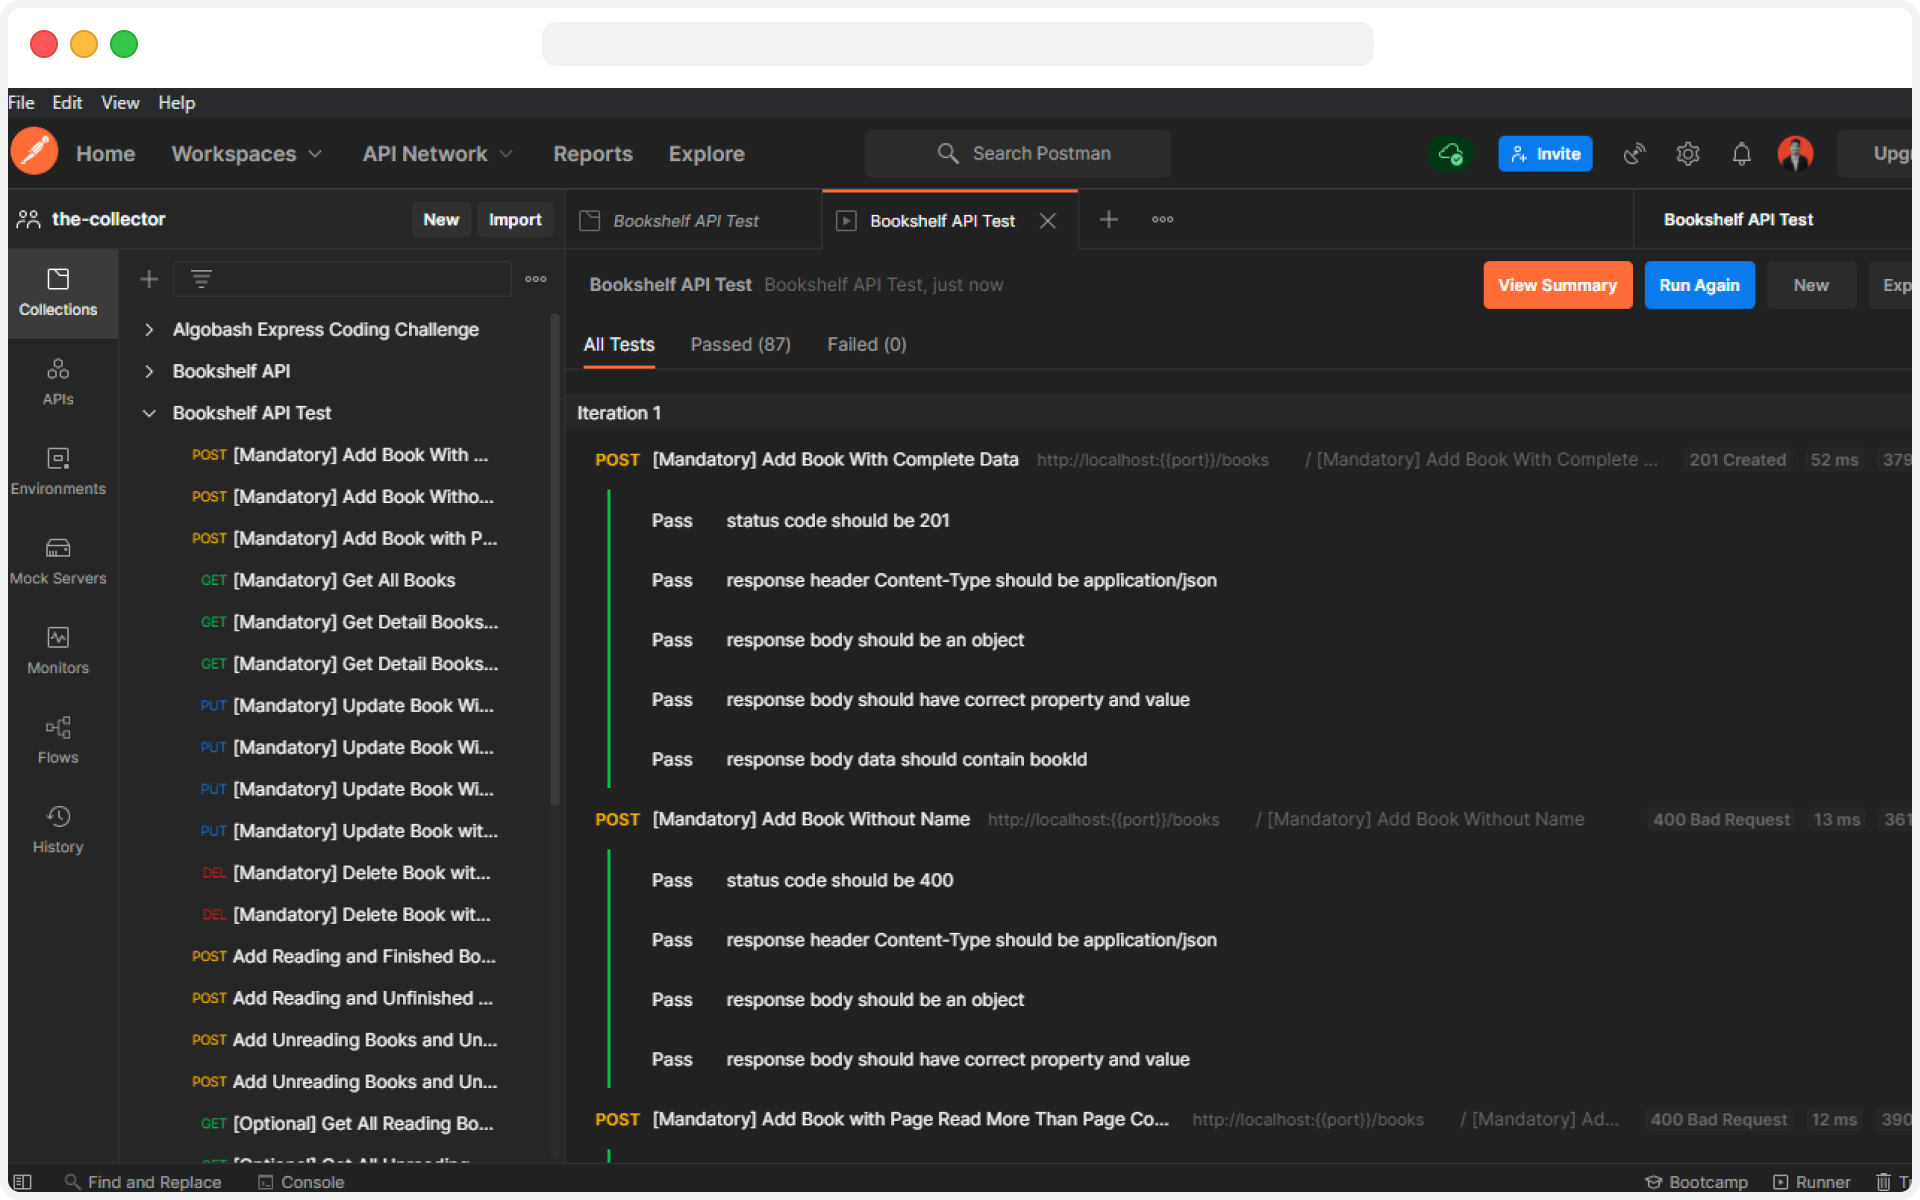 File Edit View Help
Home Workspaces API Network Reports Explore Search Postman Invite Upgr
the-collector New Import Bookshelf API Test Bookshelf API Test Bookshelf API Test
Collections
APIs
Environments
Mock Servers
Monitors
Flows
History
Algobash Express Coding Challenge
Bookshelf API
Bookshelf API Test
POST [Mandatory] Add Book With ...
POST [Mandatory] Add Book Witho...
POST [Mandatory] Add Book with P...
GET [Mandatory] Get All Books
GET [Mandatory] Get Detail Books...
GET [Mandatory] Get Detail Books...
PUT [Mandatory] Update Book Wi...
PUT [Mandatory] Update Book Wi...
PUT [Mandatory] Update Book Wi...
PUT [Mandatory] Update Book wit...
DEL [Mandatory] Delete Book wit...
DEL [Mandatory] Delete Book wit...
POST Add Reading and Finished Bo...
POST Add Reading and Unfinished ...
POST Add Unreading Books and Un...
POST Add Unreading Books and Un...
GET [Optional] Get All Reading Bo...
GET [Optional] Get All Unreading
Bookshelf API Test Bookshelf API Test, just now View Summary Run Again New Exp
All Tests Passed (87) Failed (0)
Iteration 1
POST [Mandatory] Add Book With Complete Data http://localhost:{{port}}/books / [Mandatory] Add Book With Complete ... 201 Created 52 ms 379
Pass status code should be 201
Pass response header Content-Type should be application/json
Pass response body should be an object
Pass response body should have correct property and value
Pass response body data should contain bookId
POST [Mandatory] Add Book Without Name http://localhost:{{port}}/books / [Mandatory] Add Book Without Name 400 Bad Request 13 ms 361
Pass status code should be 400
Pass response header Content-Type should be application/json
Pass response body should be an object
Pass response body should have correct property and value
POST [Mandatory] Add Book with Page Read More Than Page Co... http://localhost:{{port}}/books / [Mandatory] Ad... 400 Bad Request 12 ms 390
Find and Replace Console Bootcamp Runner